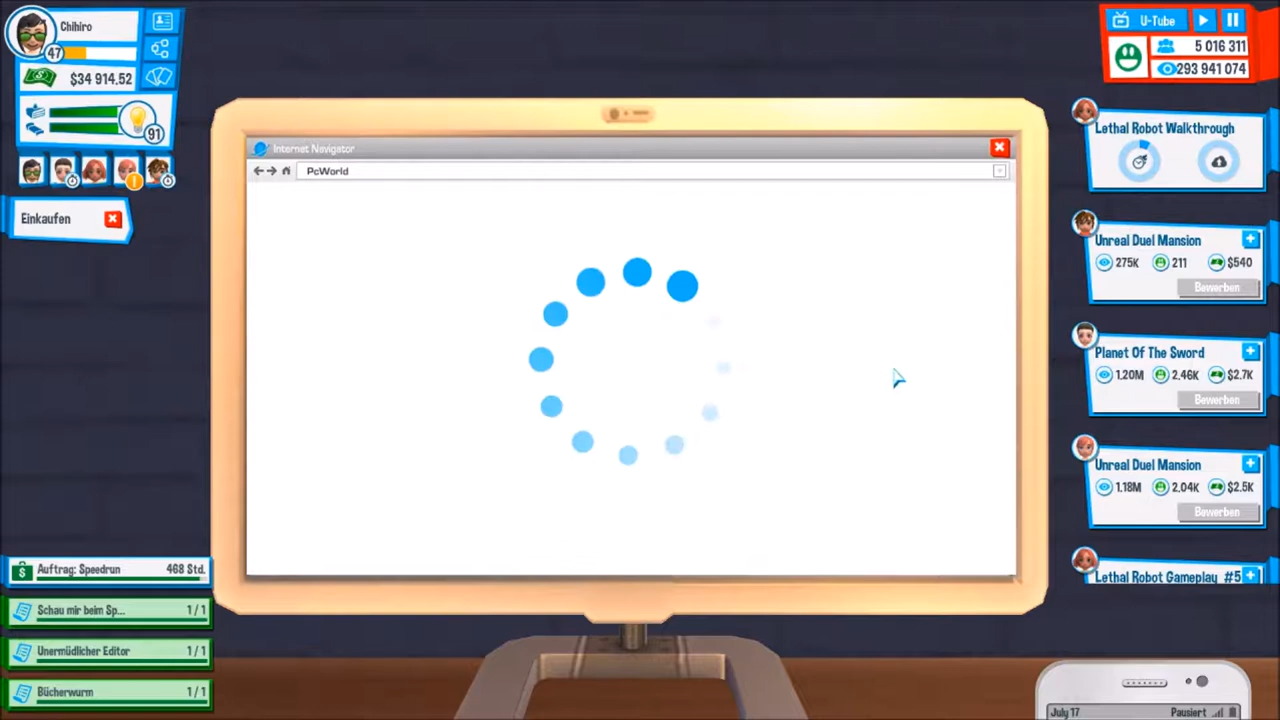 Chihiro
47
$34 914.52
91
Einkaufen
Internet Navigator
PcWorld
U-Tube
5 016 311
293 941 074
Lethal Robot Walkthrough
Unreal Duel Mansion
275K 211 $540
Bewerben
Planet Of The Sword
1.20M 2.46K $2.7K
Bewerben
Unreal Duel Mansion
1.18M 2.04K $2.5K
Bewerben
Lethal Robot Gameplay #5
Auftrag: Speedrun 468 Std.
Schau mir beim Sp... 1/1
Unermüdlicher Editor 1/1
Bücherwurm 1/1
July 17 Pausiert